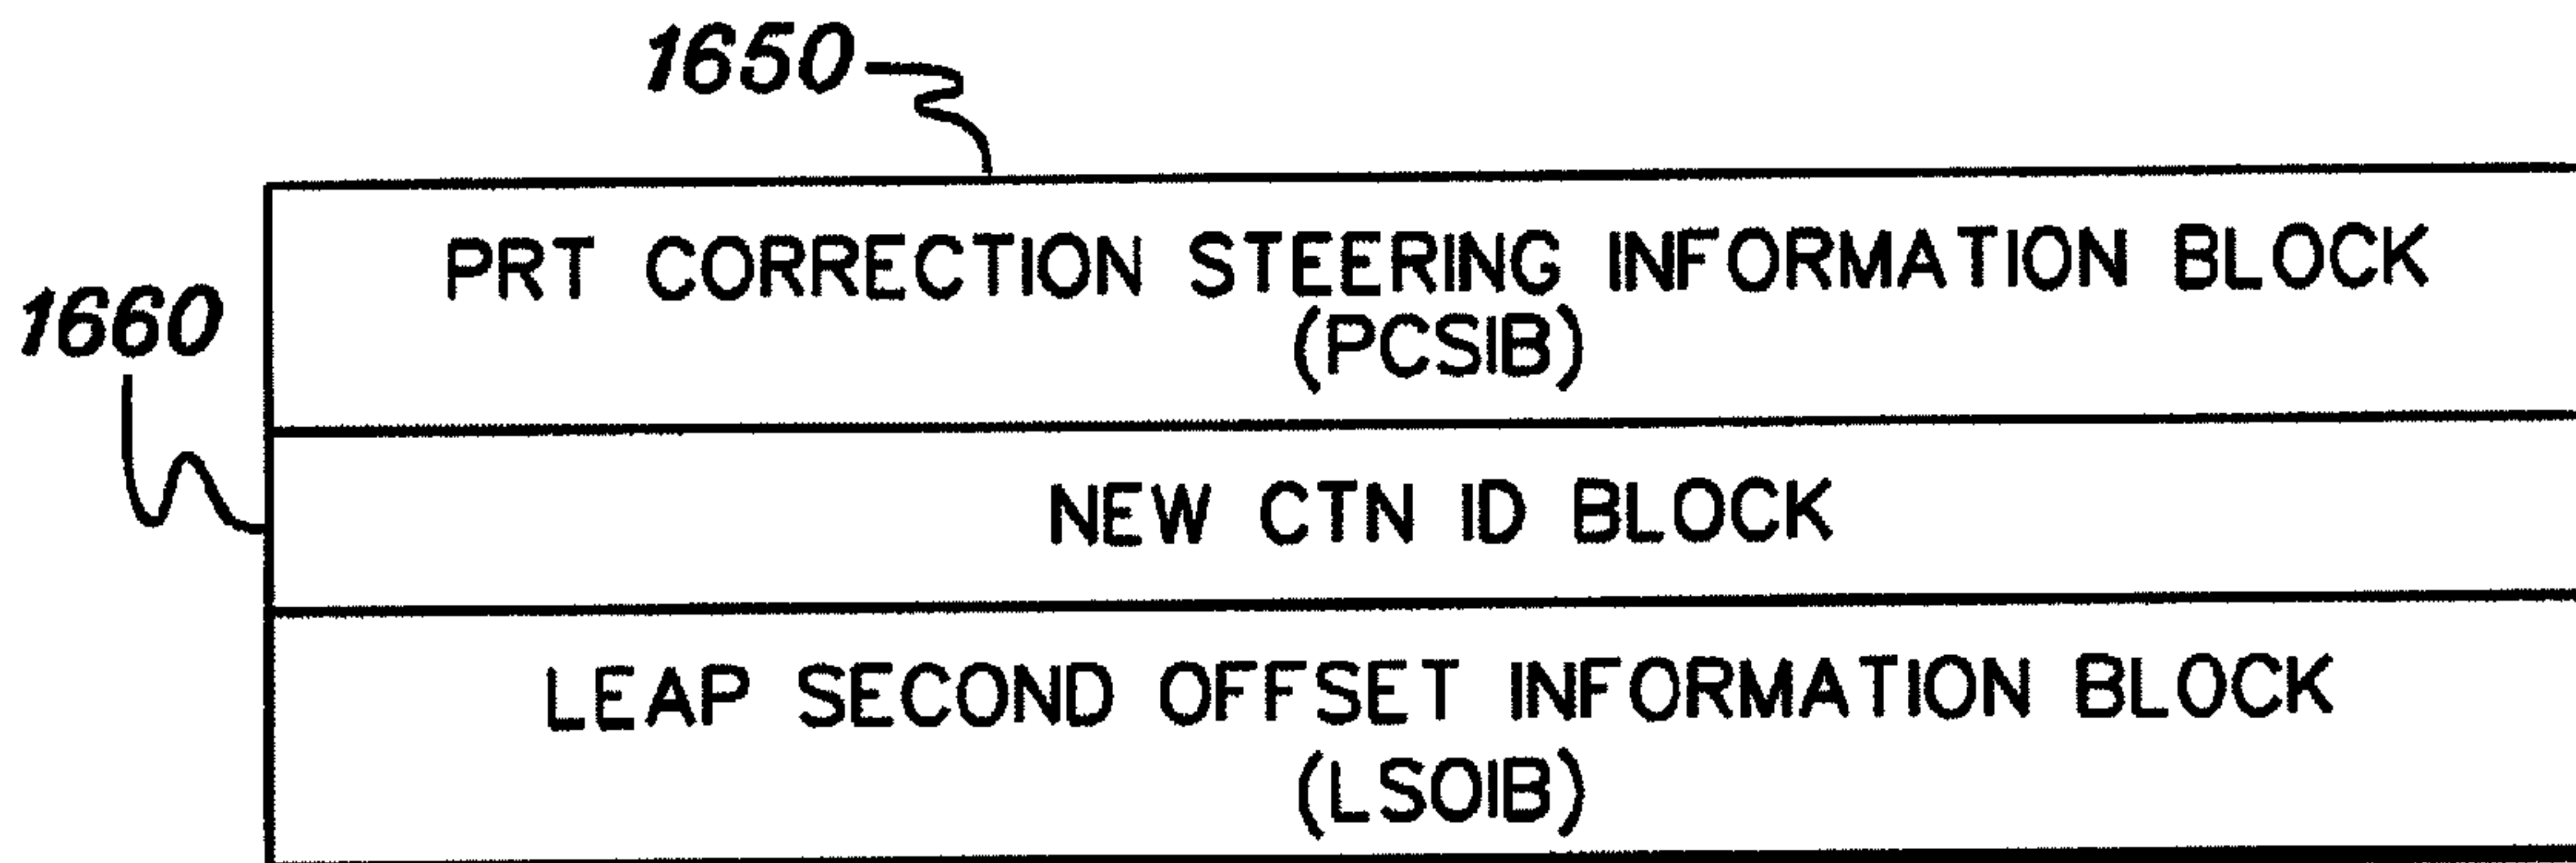 1650
PRT CORRECTION STEERING INFORMATION BLOCK
(PCSIB)
1660
NEW CTN ID BLOCK
LEAP SECOND OFFSET INFORMATION BLOCK
(LSOIB)